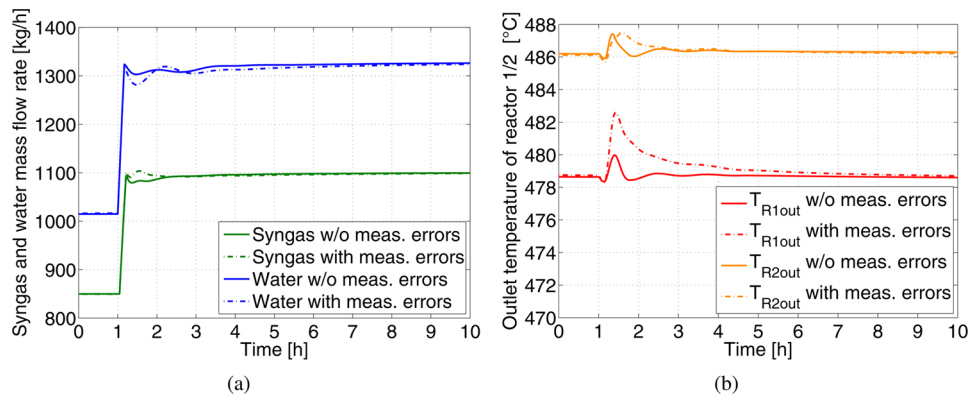 Syngas and water mass flow rate [kg/h]
1400
1300
1200
1100
1000
900
800
0 1 2 3 4 5 6 7 8 9 10
Time [h]
Syngas w/o meas. errors
Syngas with meas. errors
Water w/o meas. errors
Water with meas. errors
(a)
Outlet temperature of reactor 1/2 [°C]
488
486
484
482
480
478
476
474
472
470
0 1 2 3 4 5 6 7 8 9 10
Time [h]
T_R1out w/o meas. errors
T_R1out with meas. errors
T_R2out w/o meas. errors
T_R2out with meas. errors
(b)